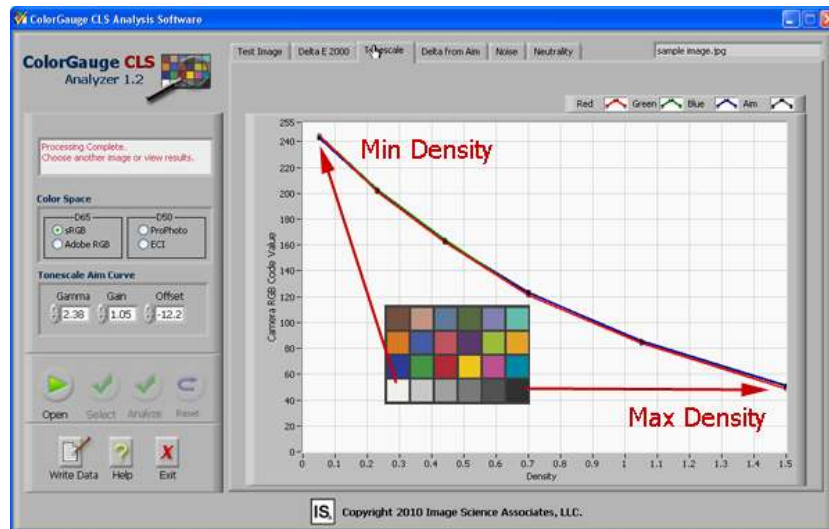 ColorGauge CLS Analysis Software
ColorGauge CLS
Analyzer 1.2
Processing Complete.
Choose another image or view results.
Color Space
D65
D50
sRGB
ProPhoto
Adobe RGB
ECI
Tonescale Aim Curve
Gamma Gain Offset
2.38 1.05 -12.2
Open Select Analyze Reset
Write Data Help Exit
Test Image Delta E 2000 Tonescale Delta from Aim Noise Neutrality
sample image.jpg
Red Green Blue Aim
Camera RGB Code Value
255
240
220
200
180
160
140
120
100
80
60
40
20
0
Min Density
Max Density
0 0.1 0.2 0.3 0.4 0.5 0.6 0.7 0.8 0.9 1 1.1 1.2 1.3 1.4 1.5
Density
IS. Copyright 2010 Image Science Associates, LLC.